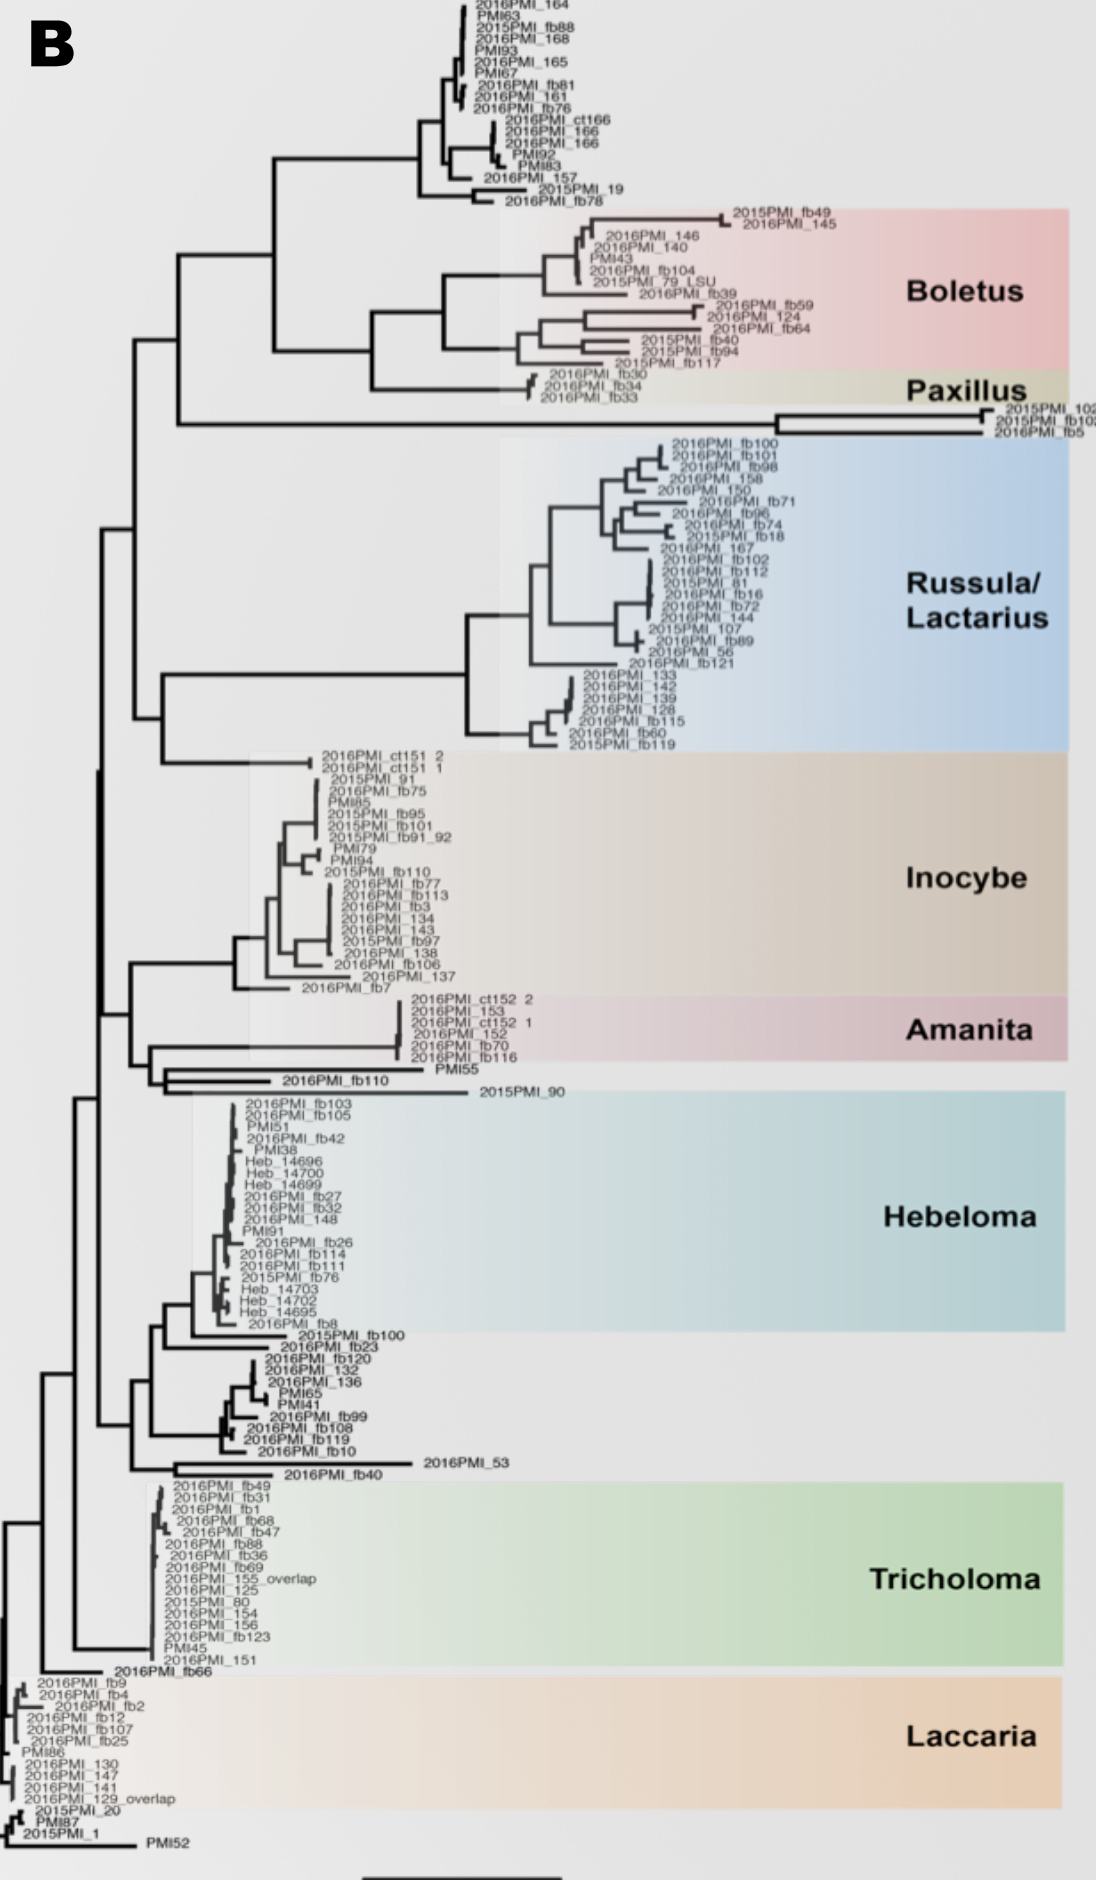 B
2016PMI_164
PMI63
2015PMI_fb88
2016PMI_168
PMI93
2016PMI_165
PMI67
2016PMI_fb81
2016PMI_161
2016PMI_fb76
2016PMI_ct166
2016PMI_166
2016PMI_166
PMI92
PMI83
2016PMI_157
2015PMI_19
2016PMI_fb78
2015PMI_fb49
2016PMI_145
2016PMI_146
2016PMI_140
PMI43
2016PMI_fb104
2015PMI_79_LSU
Boletus
2016PMI_fb39
2016PMI_fb59
2016PMI_124
2016PMI_fb64
2015PMI_fb40
2015PMI_fb94
2015PMI_fb117
2016PMI_fb30
2016PMI_fb34
Paxillus
2016PMI_fb33
2015PMI_102
2015PMI_fb102
2016PMI_fb5
2016PMI_fb100
2016PMI_fb101
2016PMI_fb98
2016PMI_158
2016PMI_150
2016PMI_fb71
2016PMI_fb96
2016PMI_fb74
2015PMI_fb18
2016PMI_167
2016PMI_fb102
2016PMI_fb112
2015PMI_81
Russula/
2016PMI_fb16
2016PMI_fb72
2016PMI_144
Lactarius
2015PMI_107
2016PMI_fb89
2016PMI_56
2016PMI_fb121
2016PMI_133
2016PMI_142
2016PMI_139
2016PMI_128
2016PMI_fb115
2016PMI_fb60
2015PMI_fb119
2016PMI_ct151_2
2016PMI_ct151_1
2015PMI_91
2016PMI_fb75
PMI85
2015PMI_fb95
2015PMI_fb101
2015PMI_fb91_92
PMI79
PMI94
2015PMI_fb110
Inocybe
2016PMI_fb77
2016PMI_fb113
2016PMI_fb3
2016PMI_134
2016PMI_143
2015PMI_fb97
2016PMI_138
2016PMI_fb106
2016PMI_137
2016PMI_fb7
2016PMI_ct152_2
2016PMI_153
2016PMI_ct152_1
Amanita
2016PMI_152
2016PMI_fb70
2016PMI_fb116
PMI55
2016PMI_fb110
2015PMI_90
2016PMI_fb103
2016PMI_fb105
PMI51
2016PMI_fb42
PMI38
Heb_14696
Heb_14700
Heb_14699
2016PMI_fb27
2016PMI_fb32
2016PMI_148
Hebeloma
PMI91
2016PMI_fb26
2016PMI_fb114
2016PMI_fb111
2015PMI_fb76
Heb_14703
Heb_14702
Heb_14695
2016PMI_fb8
2015PMI_fb100
2016PMI_fb23
2016PMI_fb120
2016PMI_132
2016PMI_136
PMI65
PMI41
2016PMI_fb99
2016PMI_fb108
2016PMI_fb119
2016PMI_fb10
2016PMI_53
2016PMI_fb40
2016PMI_fb49
2016PMI_fb31
2016PMI_fb1
2016PMI_fb68
2016PMI_fb47
2016PMI_fb88
2016PMI_fb36
2016PMI_fb69
2016PMI_155_overlap
Tricholoma
2016PMI_125
2015PMI_80
2016PMI_154
2016PMI_156
2016PMI_fb123
PMI45
2016PMI_151
2016PMI_fb66
2016PMI_fb9
2016PMI_fb4
2016PMI_fb2
2016PMI_fb12
2016PMI_fb107
Laccaria
2016PMI_fb25
PMI86
2016PMI_130
2016PMI_147
2016PMI_141
2016PMI_129_overlap
2015PMI_20
PMI87
2015PMI_1
PMI52